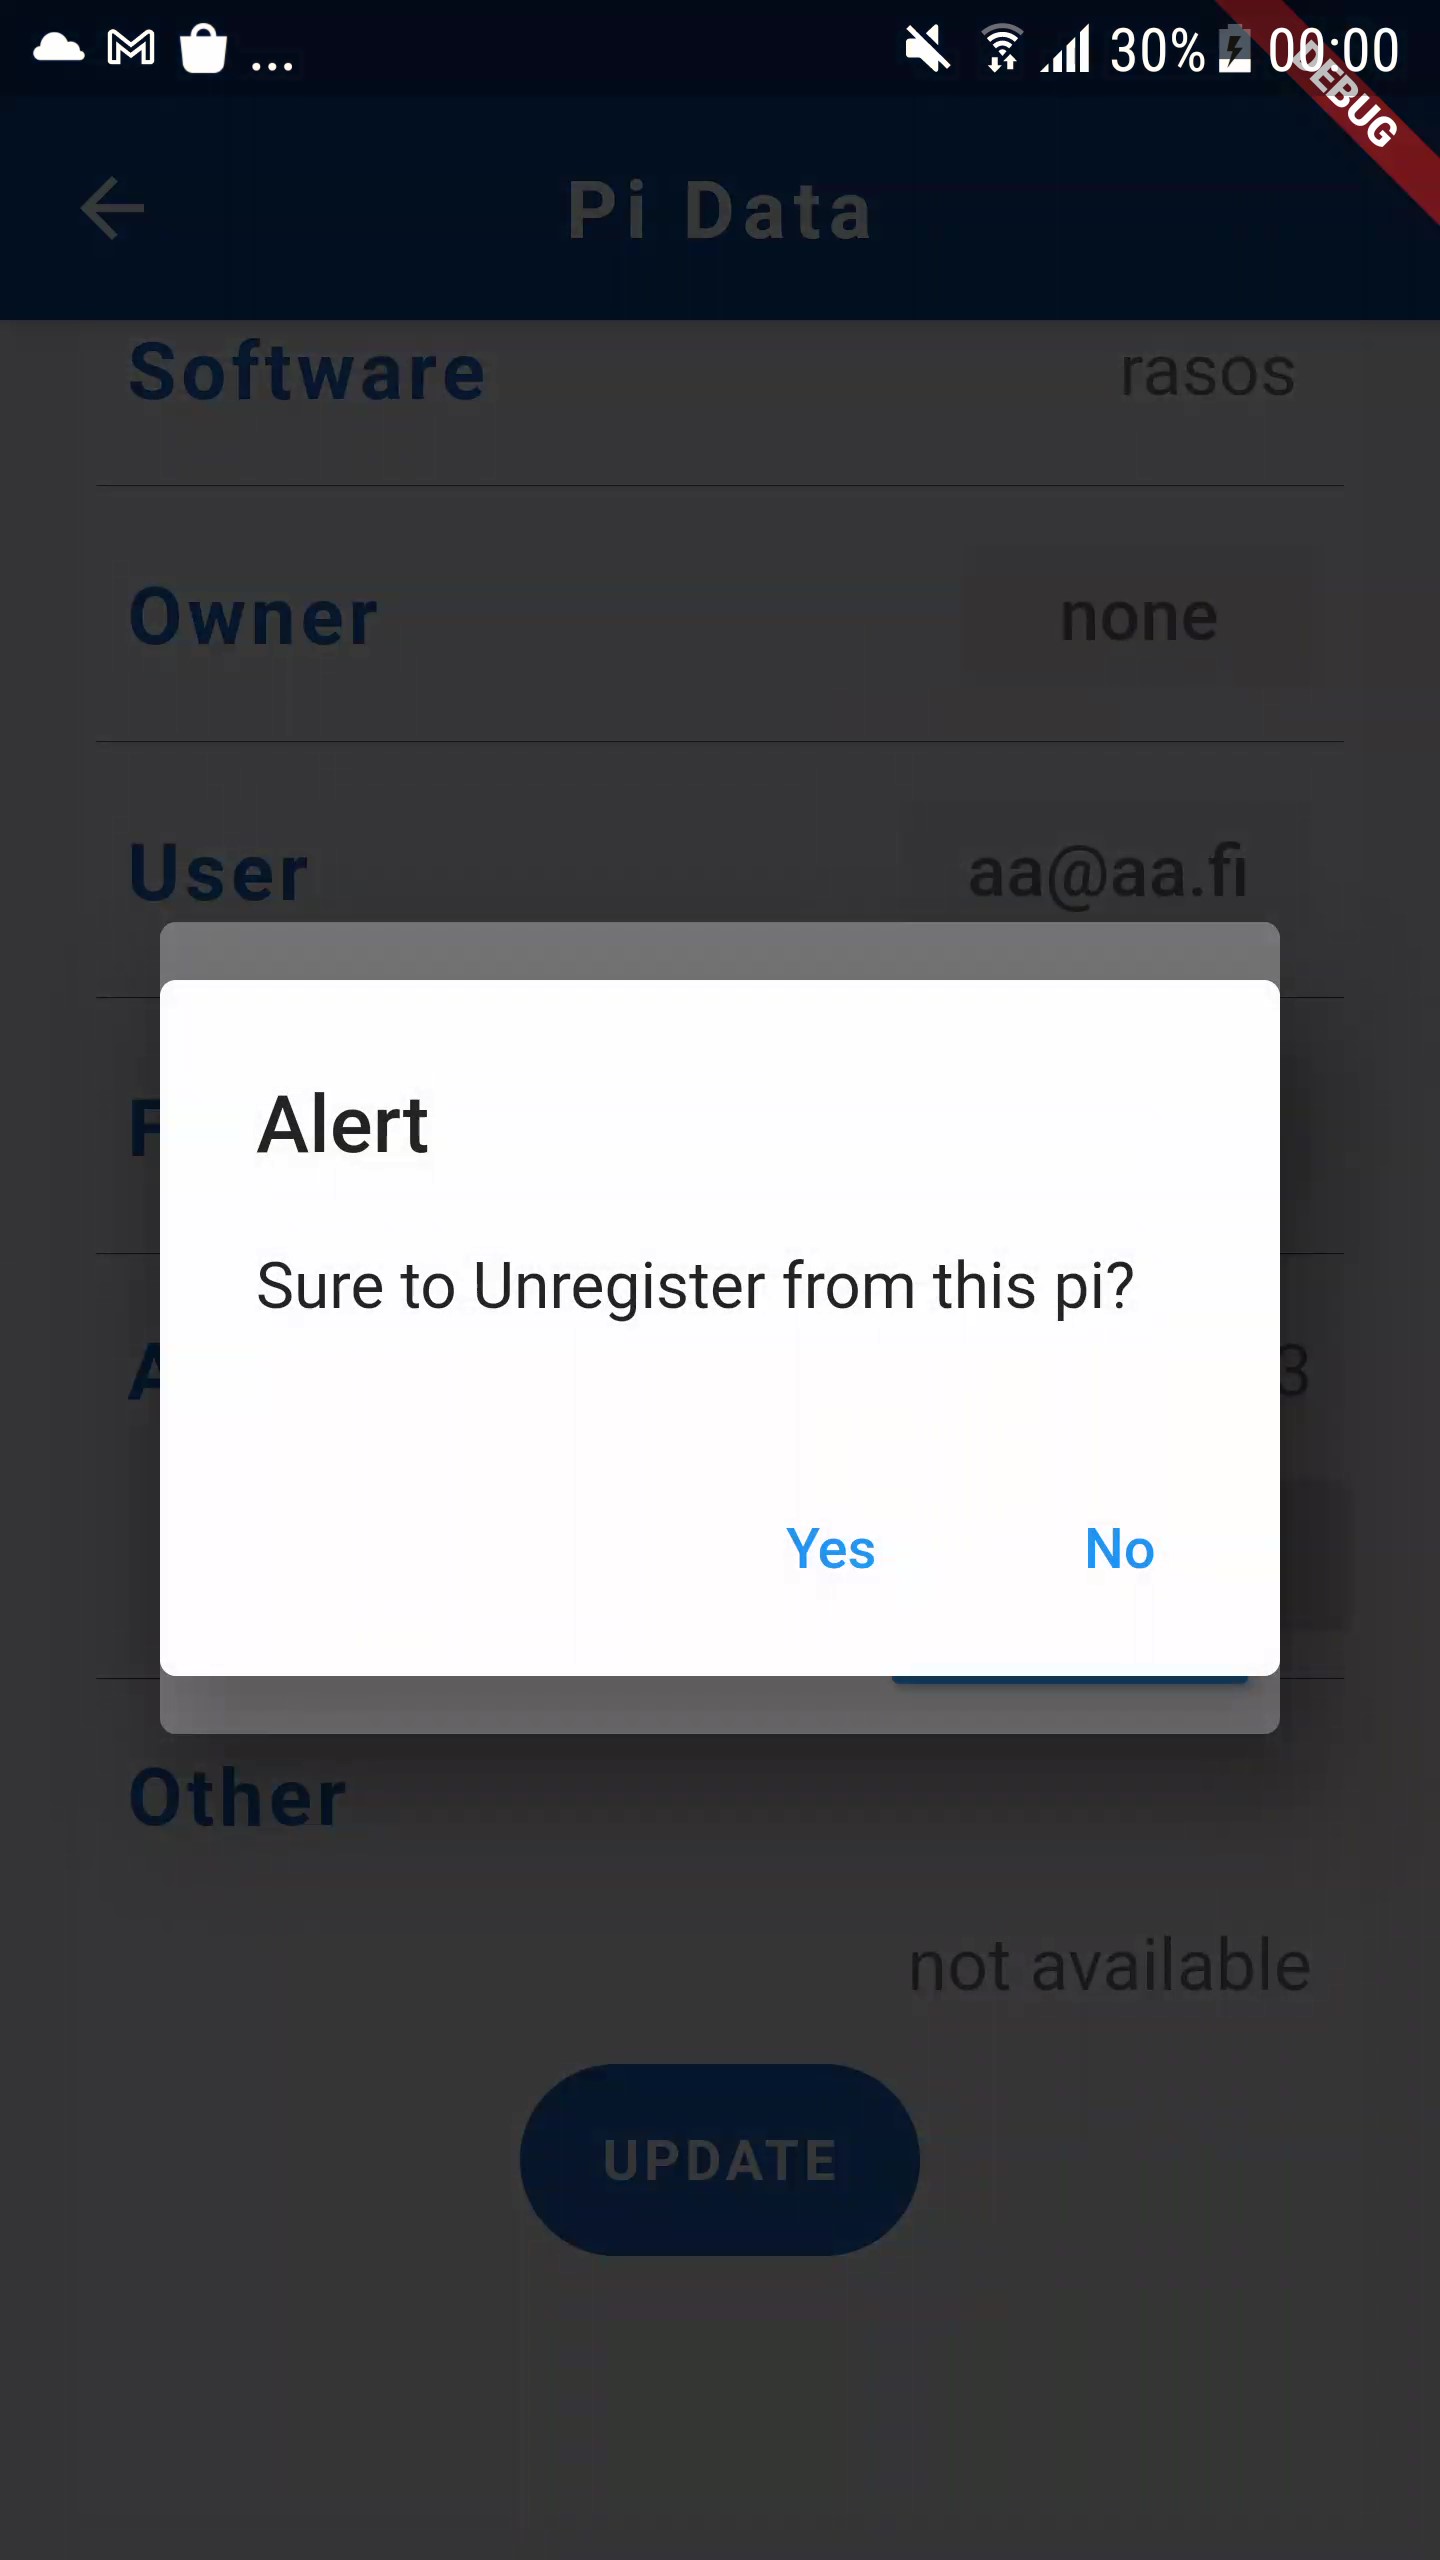 ... 30% 00:00
DEBUG
Pi Data
Software rasos
Owner none
User aa@aa.fi
Alert
Sure to Unregister from this pi?
3
Yes No
Other
not available
UPDATE